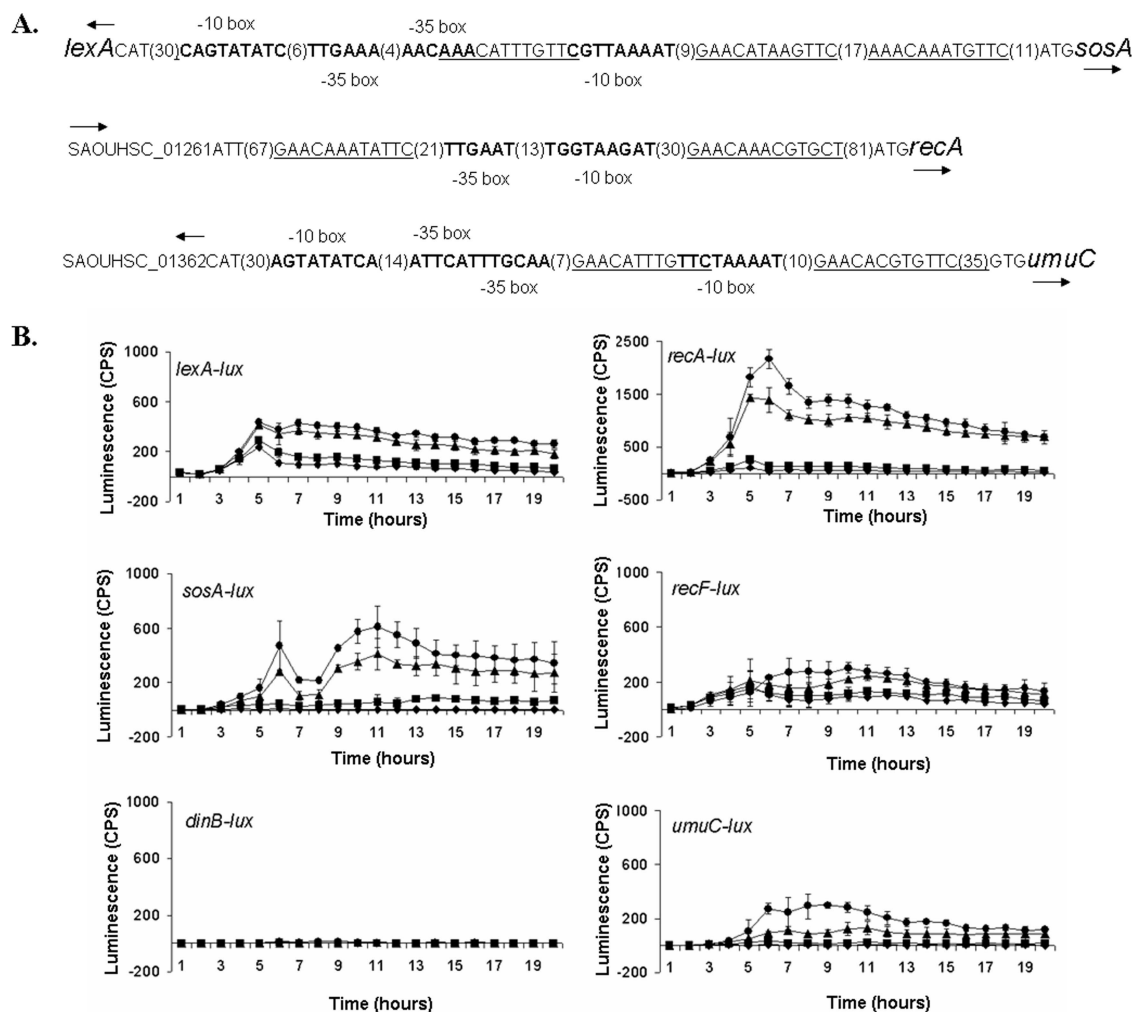 A.
-10 box -35 box
lexACAT(30)CAGTATATC(6)TTGAAA(4)AACAAACATTTGTTCGTTAAAAT(9)GAACATAAGTTC(17)AAACAAATGTTC(11)ATGsosA
-35 box -10 box
SAOUHSC_01261ATT(67)GAACAAATATTC(21)TTGAAT(13)TGGTAAGAT(30)GAACAAACGTGCT(81)ATGrecA
-35 box -10 box
-10 box -35 box
SAOUHSC_01362CAT(30)AGTATATCA(14)ATTCATTTGCAA(7)GAACATTTGTTCTAAAAT(10)GAACACGTGTTC(35)GTGumuC
-35 box -10 box
B.
lexA-lux
Luminescence (CPS)
1000
600
200
-200
1 3 5 7 9 11 13 15 17 19
Time (hours)
recA-lux
Luminescence (CPS)
2500
1500
500
-500
1 3 5 7 9 11 13 15 17 19
Time (hours)
sosA-lux
Luminescence (CPS)
1000
600
200
-200
1 3 5 7 9 11 13 15 17 19
Time (hours)
recF-lux
Luminescence (CPS)
1000
600
200
-200
1 3 5 7 9 11 13 15 17 19
Time (hours)
dinB-lux
Luminescence (CPS)
1000
600
200
-200
1 3 5 7 9 11 13 15 17 19
Time (hours)
umuC-lux
Luminescence (CPS)
1000
600
200
-200
1 3 5 7 9 11 13 15 17 19
Time (hours)